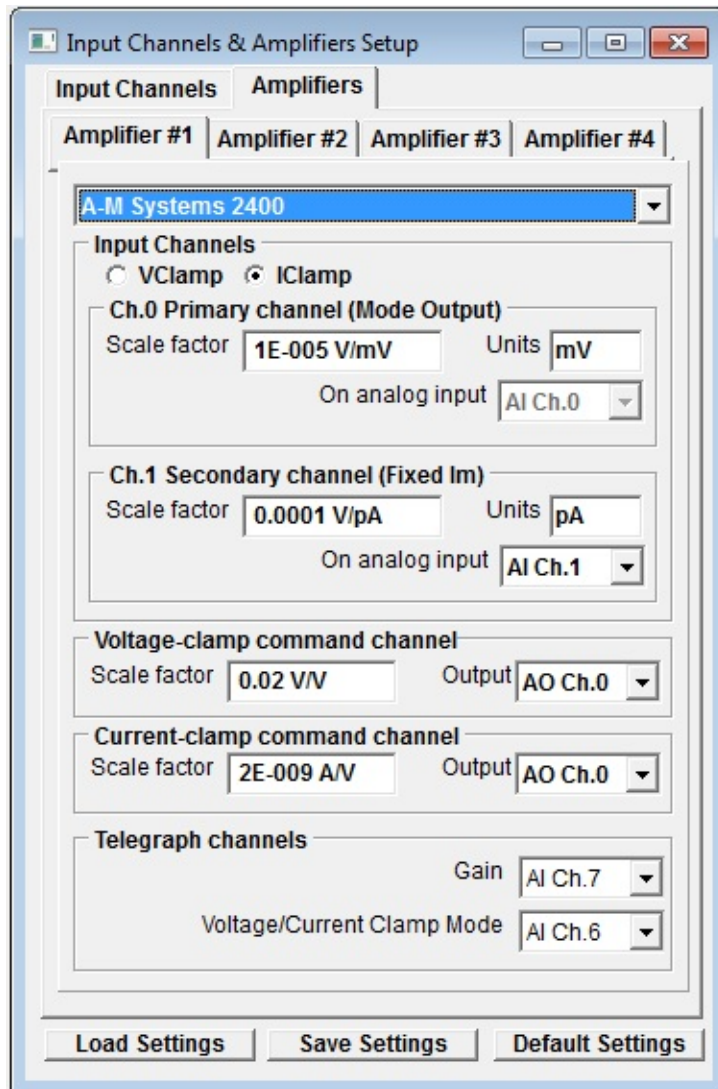 Input Channels & Amplifiers Setup
Input Channels Amplifiers
Amplifier #1 Amplifier #2 Amplifier #3 Amplifier #4
A-M Systems 2400
Input Channels
VClamp IClamp
Ch.0 Primary channel (Mode Output)
Scale factor 1E-005 V/mV Units mV
On analog input AI Ch.0
Ch.1 Secondary channel (Fixed Im)
Scale factor 0.0001 V/pA Units pA
On analog input AI Ch.1
Voltage-clamp command channel
Scale factor 0.02 V/V Output AO Ch.0
Current-clamp command channel
Scale factor 2E-009 A/V Output AO Ch.0
Telegraph channels
Gain AI Ch.7
Voltage/Current Clamp Mode AI Ch.6
Load Settings Save Settings Default Settings